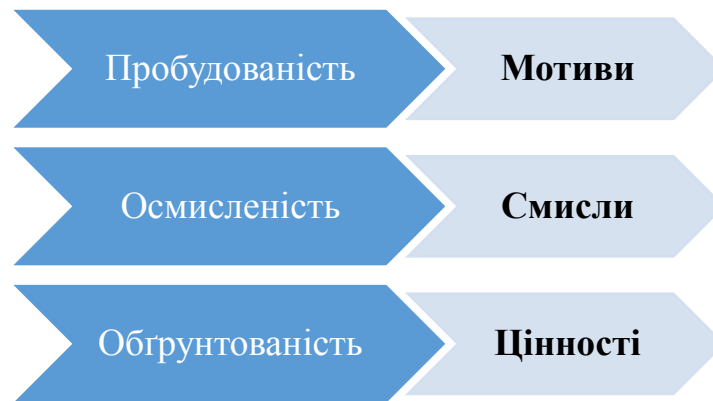 Пробудованість
Мотиви
Осмисленість
Смисли
Обґрунтованість
Цінності